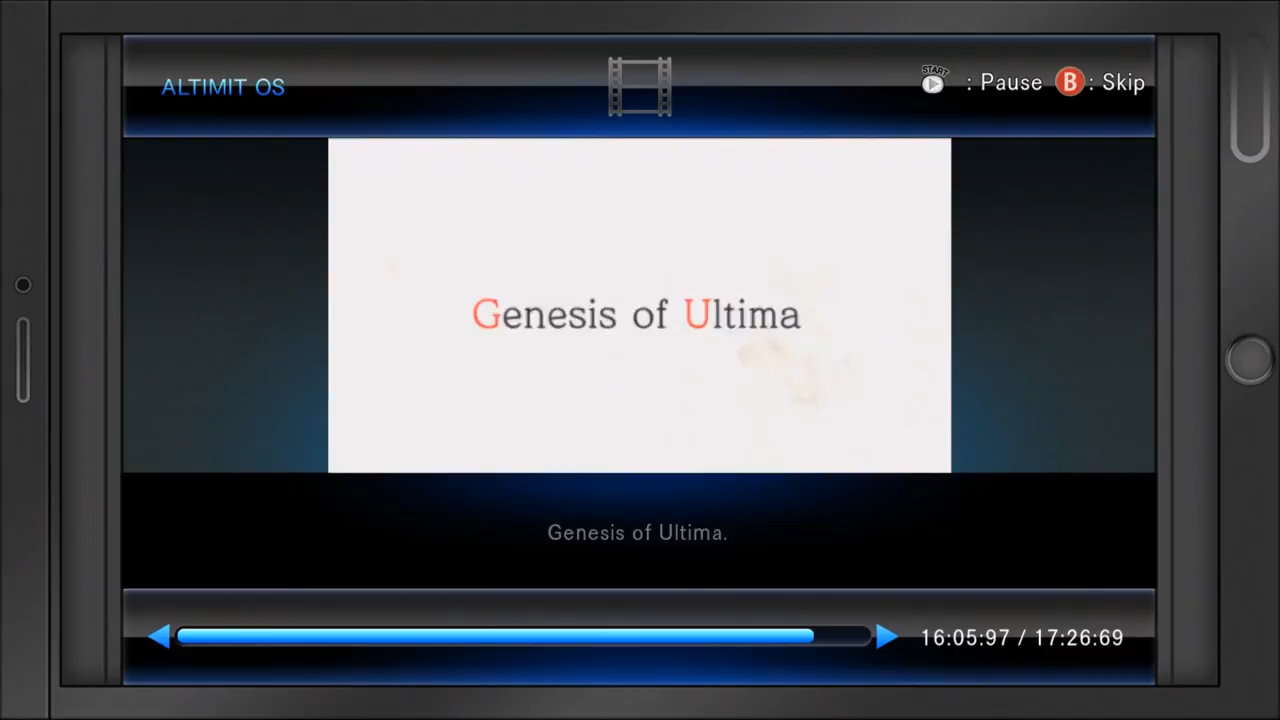 ALTIMIT OS
START : Pause B : Skip
Genesis of Ultima
Genesis of Ultima.
16:05:97 / 17:26:69